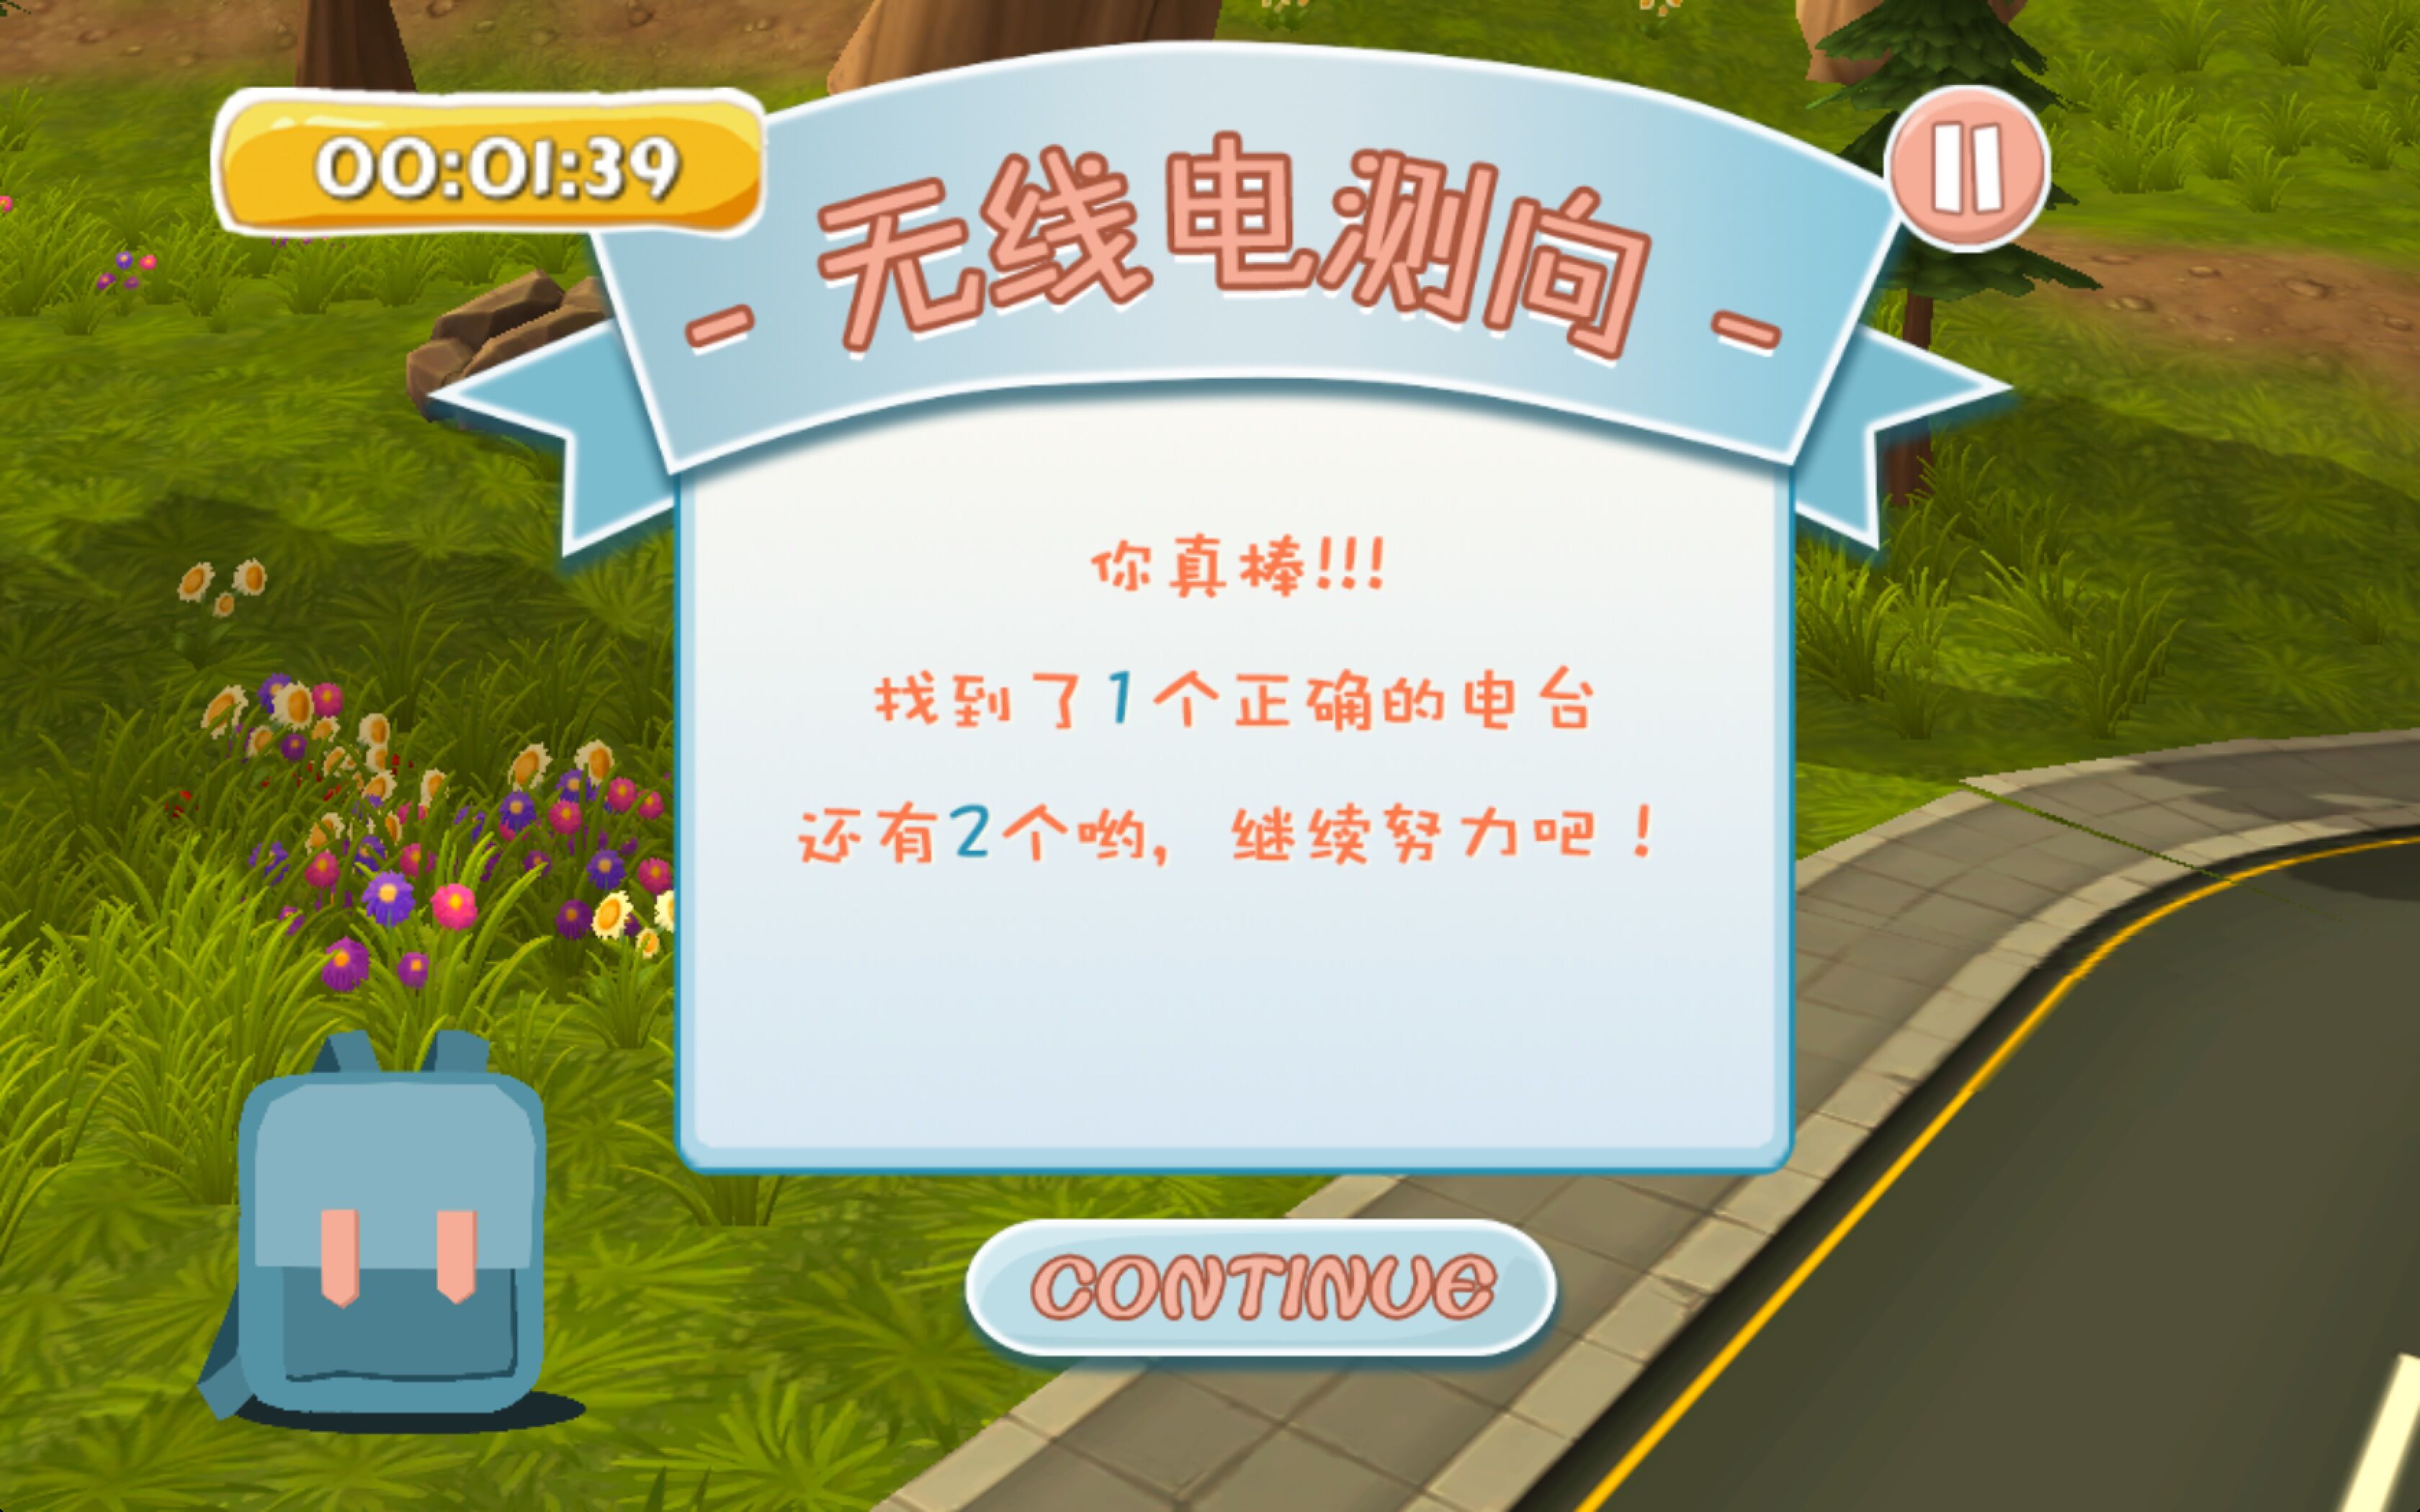 00:01:39
- 无线电测向 -
你真棒!!!
找到了1个正确的电台
还有2个哟，继续努力吧！
CONTINUE